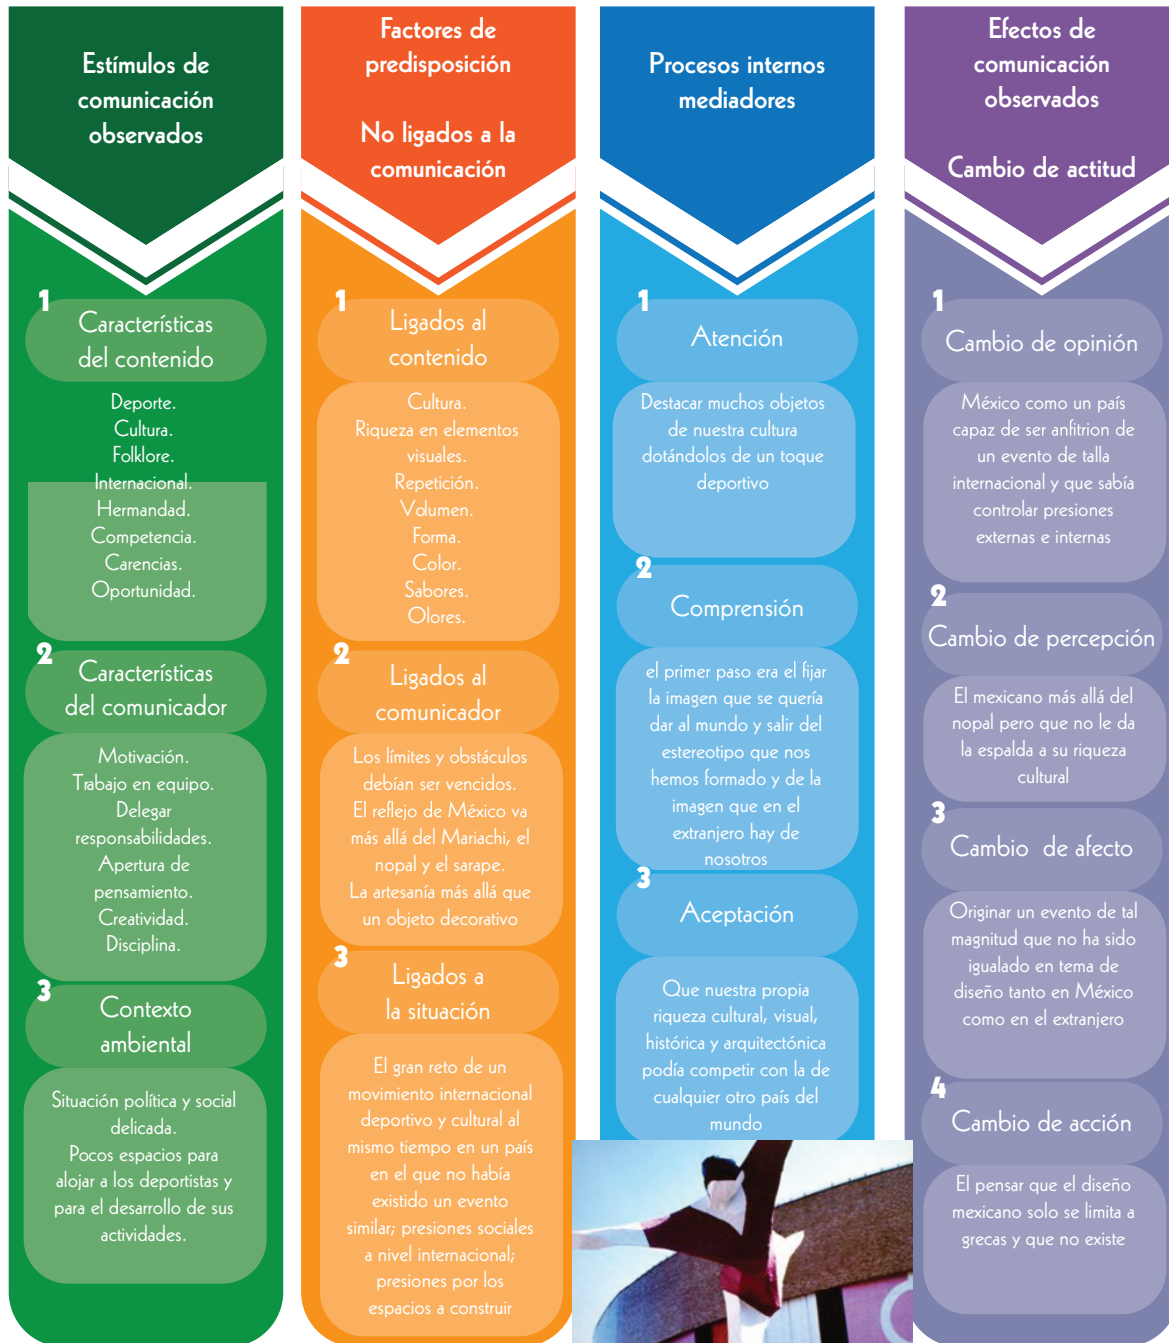 Estímulos de
comunicación
observados
1
Características
del contenido
Deporte.
Cultura.
Folklore.
Internacional.
Hermandad.
Competencia.
Carencias.
Oportunidad.
2
Características
del comunicador
Motivación.
Trabajo en equipo.
Delegar
responsabilidades.
Apertura de
pensamiento.
Creatividad.
Disciplina.
3
Contexto
ambiental
Situación política y social
delicada.
Pocos espacios para
alojar a los deportistas y
para el desarrollo de sus
actividades.
Factores de
predisposición
No ligados a la
comunicación
1
Ligados al
contenido
Cultura.
Riqueza en elementos
visuales.
Repetición.
Volumen.
Forma.
Color.
Sabores.
Olores.
2
Ligados al
comunicador
Los límites y obstáculos
debían ser vencidos.
El reflejo de México va
más allá del Mariachi, el
nopal y el sarape.
La artesanía más allá que
un objeto decorativo
3
Ligados a
la situación
El gran reto de un
movimiento internacional
deportivo y cultural al
mismo tiempo en un país
en el que no había
existido un evento
similar; presiones sociales
a nivel internacional;
presiones por los
espacios a construir
Procesos internos
mediadores
1
Atención
Destacar muchos objetos
de nuestra cultura
dotándolos de un toque
deportivo
2
Comprensión
el primer paso era el fijar
la imagen que se quería
dar al mundo y salir del
estereotipo que nos
hemos formado y de la
imagen que en el
extranjero hay de
nosotros
3
Aceptación
Que nuestra propia
riqueza cultural, visual,
histórica y arquitectónica
podía competir con la de
cualquier otro país del
mundo
Efectos de
comunicación
observados
Cambio de actitud
1
Cambio de opinión
México como un país
capaz de ser anfitrion de
un evento de talla
internacional y que sabía
controlar presiones
externas e internas
2
Cambio de percepción
El mexicano más allá del
nopal pero que no le da
la espalda a su riqueza
cultural
3
Cambio de afecto
Originar un evento de tal
magnitud que no ha sido
igualado en tema de
diseño tanto en México
como en el extranjero
4
Cambio de acción
El pensar que el diseño
mexicano solo se limita a
grecas y que no existe